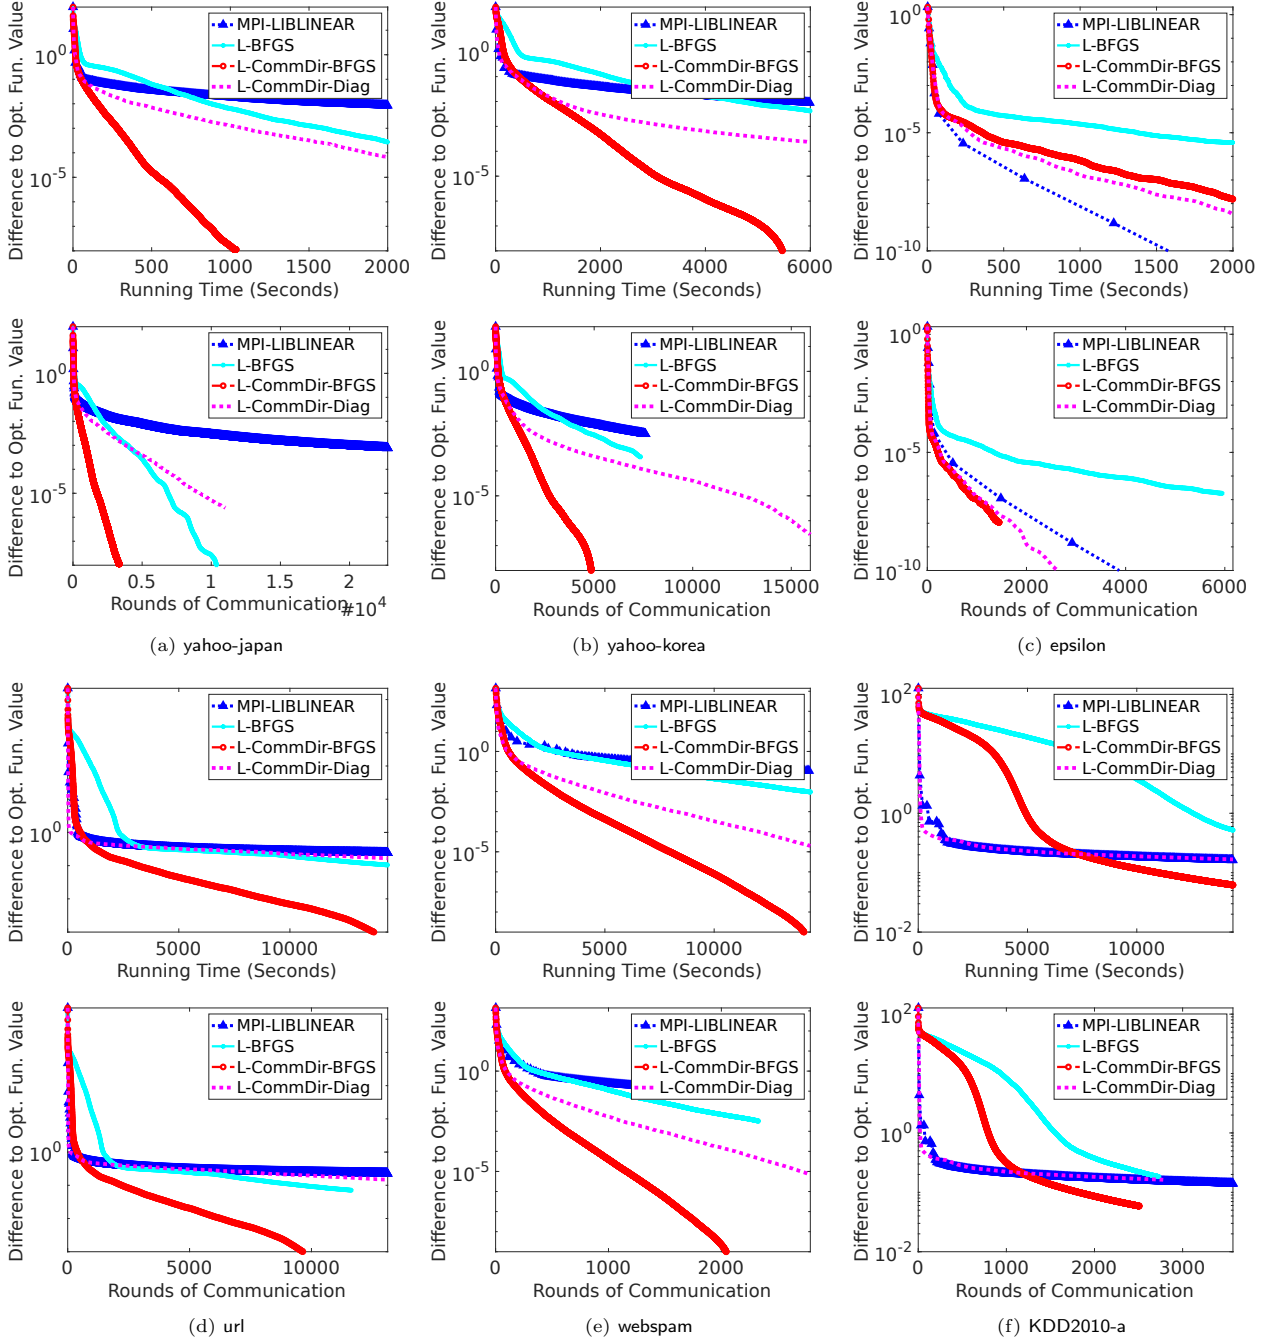 Difference to Opt. Fun. Value
10^0
10^-5
MPI-LIBLINEAR
L-BFGS
L-CommDir-BFGS
L-CommDir-Diag
0 500 1000 1500 2000
Running Time (Seconds)
Difference to Opt. Fun. Value
10^0
10^-5
MPI-LIBLINEAR
L-BFGS
L-CommDir-BFGS
L-CommDir-Diag
0 2000 4000 6000
Running Time (Seconds)
Difference to Opt. Fun. Value
10^0
10^-5
10^-10
MPI-LIBLINEAR
L-BFGS
L-CommDir-BFGS
L-CommDir-Diag
0 500 1000 1500 2000
Running Time (Seconds)
Difference to Opt. Fun. Value
10^0
10^-5
MPI-LIBLINEAR
L-BFGS
L-CommDir-BFGS
L-CommDir-Diag
0 0.5 1 1.5 2
Rounds of Communication
#10^4
Difference to Opt. Fun. Value
10^0
10^-5
MPI-LIBLINEAR
L-BFGS
L-CommDir-BFGS
L-CommDir-Diag
0 5000 10000 15000
Rounds of Communication
Difference to Opt. Fun. Value
10^0
10^-5
10^-10
MPI-LIBLINEAR
L-BFGS
L-CommDir-BFGS
L-CommDir-Diag
0 2000 4000 6000
Rounds of Communication
(a) yahoo-japan
(b) yahoo-korea
(c) epsilon
Difference to Opt. Fun. Value
10^0
MPI-LIBLINEAR
L-BFGS
L-CommDir-BFGS
L-CommDir-Diag
0 5000 10000
Running Time (Seconds)
Difference to Opt. Fun. Value
10^0
10^-5
MPI-LIBLINEAR
L-BFGS
L-CommDir-BFGS
L-CommDir-Diag
0 5000 10000
Running Time (Seconds)
Difference to Opt. Fun. Value
10^2
10^0
10^-2
MPI-LIBLINEAR
L-BFGS
L-CommDir-BFGS
L-CommDir-Diag
0 5000 10000
Running Time (Seconds)
Difference to Opt. Fun. Value
10^0
MPI-LIBLINEAR
L-BFGS
L-CommDir-BFGS
L-CommDir-Diag
0 5000 10000
Rounds of Communication
Difference to Opt. Fun. Value
10^0
10^-5
MPI-LIBLINEAR
L-BFGS
L-CommDir-BFGS
L-CommDir-Diag
0 1000 2000
Rounds of Communication
Difference to Opt. Fun. Value
10^2
10^0
10^-2
MPI-LIBLINEAR
L-BFGS
L-CommDir-BFGS
L-CommDir-Diag
0 1000 2000 3000
Rounds of Communication
(d) url
(e) webspam
(f) KDD2010-a